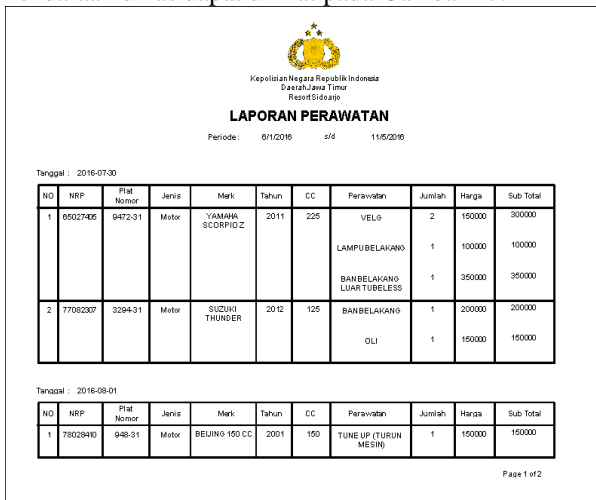 Kepolisian Negara Republik Indonesia
Daerah Jawa Timur
Resort Sidoarjo
LAPORAN PERAWATAN
Periode: 6/1/2016 s/d 11/5/2016
Tanggal : 2016-07-30
NO NRP Plat Nomor Jenis Merk Tahun CC Perawatan Jumlah Harga Sub Total
1 65027405 9472-31 Motor YAMAHA SCORPIO Z 2011 225 VELG 2 150000 300000
LAMPU BELAKANG 1 100000 100000
BAN BELAKANG LUAR TUBELESS 1 350000 350000
2 77082307 3294-31 Motor SUZUKI THUNDER 2012 125 BAN BELAKANG 1 200000 200000
OLI 1 150000 150000
Tanggal : 2016-08-01
NO NRP Plat Nomor Jenis Merk Tahun CC Perawatan Jumlah Harga Sub Total
1 78028410 948-31 Motor BEIJING 150 CC 2001 150 TUNE UP (TURUN MESIN) 1 150000 150000
Page 1 of 2